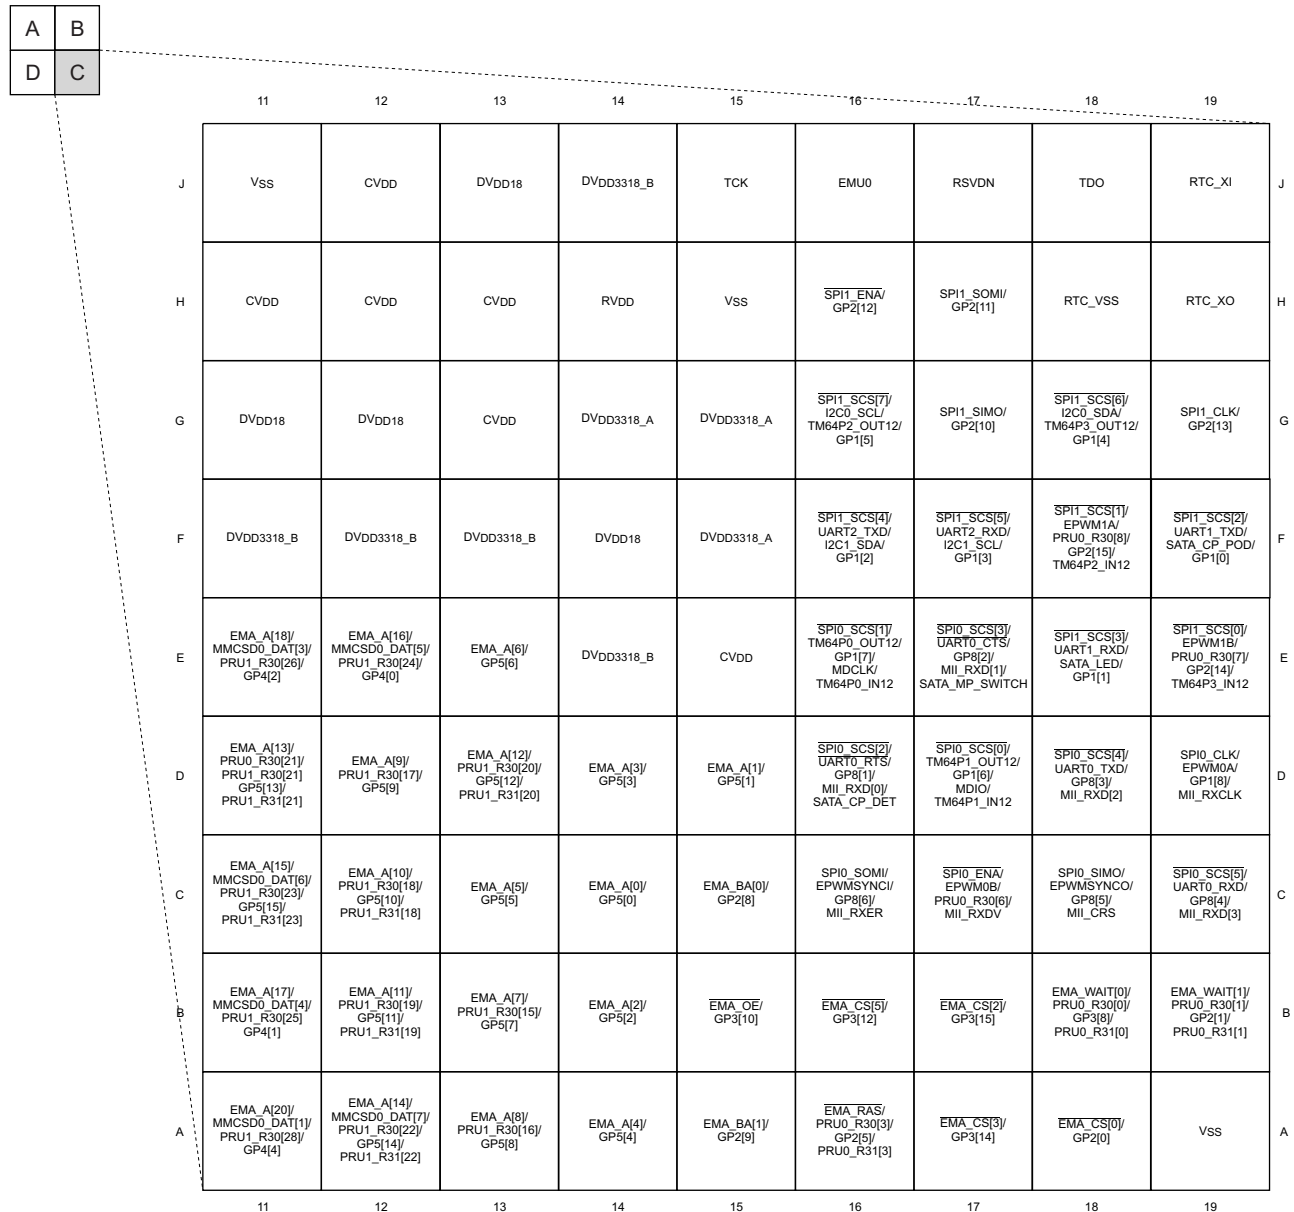 A B
D C
11 12 13 14 15 16 17 18 19
J VSS CVDD DVDD18 DVDD3318_B TCK EMU0 RSVDN TDO RTC_XI J
H CVDD CVDD CVDD RVDD VSS SPI1_ENA/ GP2[12] SPI1_SOMI/ GP2[11] RTC_VSS RTC_XO H
G DVDD18 DVDD18 CVDD DVDD3318_A DVDD3318_A SPI1_SCS[7]/ I2C0_SCL/ TM64P2_OUT12/ GP1[5] SPI1_SIMO/ GP2[10] SPI1_SCS[6]/ I2C0_SDA/ TM64P3_OUT12/ GP1[4] SPI1_CLK/ GP2[13] G
F DVDD3318_B DVDD3318_B DVDD3318_B DVDD18 DVDD3318_A SPI1_SCS[4]/ UART2_TXD/ I2C1_SDA/ GP1[2] SPI1_SCS[5]/ UART2_RXD/ I2C1_SCL/ GP1[3] SPI1_SCS[1]/ EPWM1A/ PRU0_R30[8]/ GP2[15]/ TM64P2_IN12 SPI1_SCS[2]/ UART1_TXD/ SATA_CP_POD/ GP1[0] F
E EMA_A[18]/ MMCSD0_DAT[3]/ PRU1_R30[26]/ GP4[2] EMA_A[16]/ MMCSD0_DAT[5]/ PRU1_R30[24]/ GP4[0] EMA_A[6]/ GP5[6] DVDD3318_B CVDD SPI0_SCS[1]/ TM64P0_OUT12/ GP1[7]/ MDCLK/ TM64P0_IN12 SPI0_SCS[3]/ UART0_CTS/ GP8[2]/ MII_RXD[1]/ SATA_MP_SWITCH SPI1_SCS[3]/ UART1_RXD/ SATA_LED/ GP1[1] SPI1_SCS[0]/ EPWM1B/ PRU0_R30[7]/ GP2[14]/ TM64P3_IN12 E
D EMA_A[13]/ PRU0_R30[21]/ PRU1_R30[21] GP5[13]/ PRU1_R31[21] EMA_A[9]/ PRU1_R30[17]/ GP5[9] EMA_A[12]/ PRU1_R30[20]/ GP5[12]/ PRU1_R31[20] EMA_A[3]/ GP5[3] EMA_A[1]/ GP5[1] SPI0_SCS[2]/ UART0_RTS/ GP8[1]/ MII_RXD[0]/ SATA_CP_DET SPI0_SCS[0]/ TM64P1_OUT12/ GP1[6]/ MDIO/ TM64P1_IN12 SPI0_SCS[4]/ UART0_TXD/ GP8[3]/ MII_RXD[2] SPI0_CLK/ EPWM0A/ GP1[8]/ MII_RXCLK D
C EMA_A[15]/ MMCSD0_DAT[6]/ PRU1_R30[23]/ GP5[15]/ PRU1_R31[23] EMA_A[10]/ PRU1_R30[18]/ GP5[10]/ PRU1_R31[18] EMA_A[5]/ GP5[5] EMA_A[0]/ GP5[0] EMA_BA[0]/ GP2[8] SPI0_SOMI/ EPWMSYNCI/ GP8[6]/ MII_RXER SPI0_ENA/ EPWM0B/ PRU0_R30[6]/ MII_RXDV SPI0_SIMO/ EPWMSYNCO/ GP8[5]/ MII_CRS SPI0_SCS[5]/ UART0_RXD/ GP8[4]/ MII_RXD[3] C
B EMA_A[17]/ MMCSD0_DAT[4]/ PRU1_R30[25] GP4[1] EMA_A[11]/ PRU1_R30[19]/ GP5[11]/ PRU1_R31[19] EMA_A[7]/ PRU1_R30[15]/ GP5[7] EMA_A[2]/ GP5[2] EMA_OE/ GP3[10] EMA_CS[5]/ GP3[12] EMA_CS[2]/ GP3[15] EMA_WAIT[0]/ PRU0_R30[0]/ GP3[8]/ PRU0_R31[0] EMA_WAIT[1]/ PRU0_R30[1]/ GP2[1]/ PRU0_R31[1] B
A EMA_A[20]/ MMCSD0_DAT[1]/ PRU1_R30[28]/ GP4[4] EMA_A[14]/ MMCSD0_DAT[7]/ PRU1_R30[22]/ GP5[14]/ PRU1_R31[22] EMA_A[8]/ PRU1_R30[16]/ GP5[8] EMA_A[4]/ GP5[4] EMA_BA[1]/ GP2[9] EMA_RAS/ PRU0_R30[3]/ GP2[5]/ PRU0_R31[3] EMA_CS[3]/ GP3[14] EMA_CS[0]/ GP2[0] VSS A
11 12 13 14 15 16 17 18 19